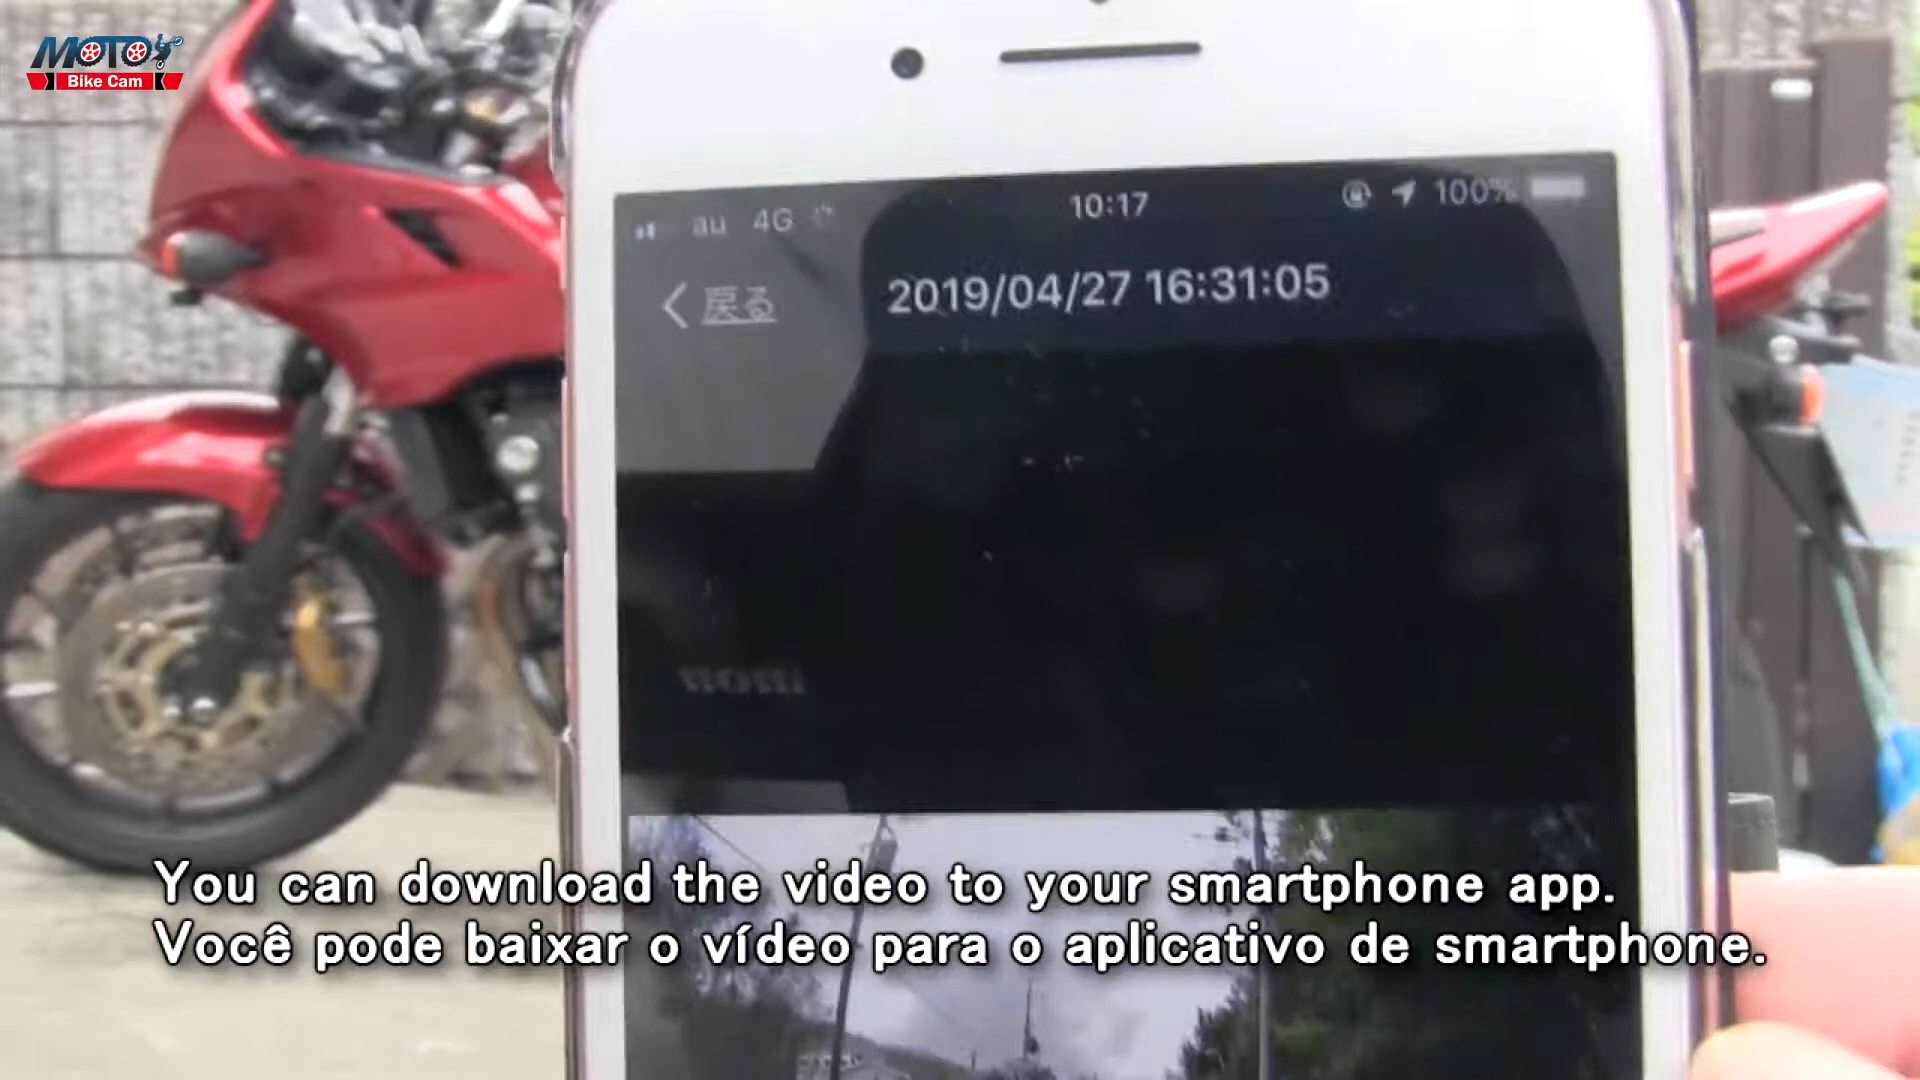 MOTO
Bike Cam
au 4G 10:17 100%
戻る 2019/04/27 16:31:05
You can download the video to your smartphone app.
Você pode baixar o vídeo para o aplicativo de smartphone.